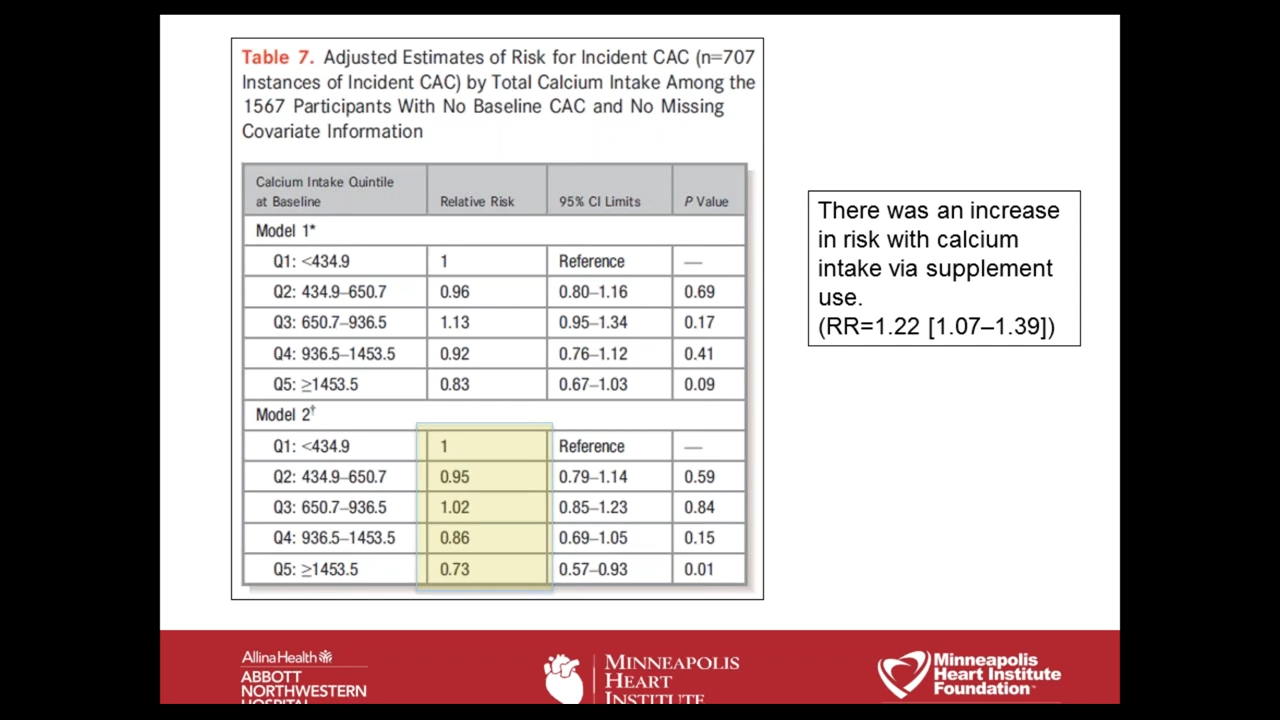 Table 7. Adjusted Estimates of Risk for Incident CAC (n=707
Instances of Incident CAC) by Total Calcium Intake Among the
1567 Participants With No Baseline CAC and No Missing
Covariate Information
Calcium Intake Quintile
at Baseline Relative Risk 95% CI Limits P Value
Model 1*
Q1: <434.9 1 Reference —
Q2: 434.9–650.7 0.96 0.80–1.16 0.69
Q3: 650.7–936.5 1.13 0.95–1.34 0.17
Q4: 936.5–1453.5 0.92 0.76–1.12 0.41
Q5: ≥1453.5 0.83 0.67–1.03 0.09
Model 2†
Q1: <434.9 1 Reference —
Q2: 434.9–650.7 0.95 0.79–1.14 0.59
Q3: 650.7–936.5 1.02 0.85–1.23 0.84
Q4: 936.5–1453.5 0.86 0.69–1.05 0.15
Q5: ≥1453.5 0.73 0.57–0.93 0.01
There was an increase
in risk with calcium
intake via supplement
use.
(RR=1.22 [1.07–1.39])
Allina Health
ABBOTT
NORTHWESTERN
HOSPITAL
MINNEAPOLIS
HEART
INSTITUTE
Minneapolis
Heart Institute
Foundation™